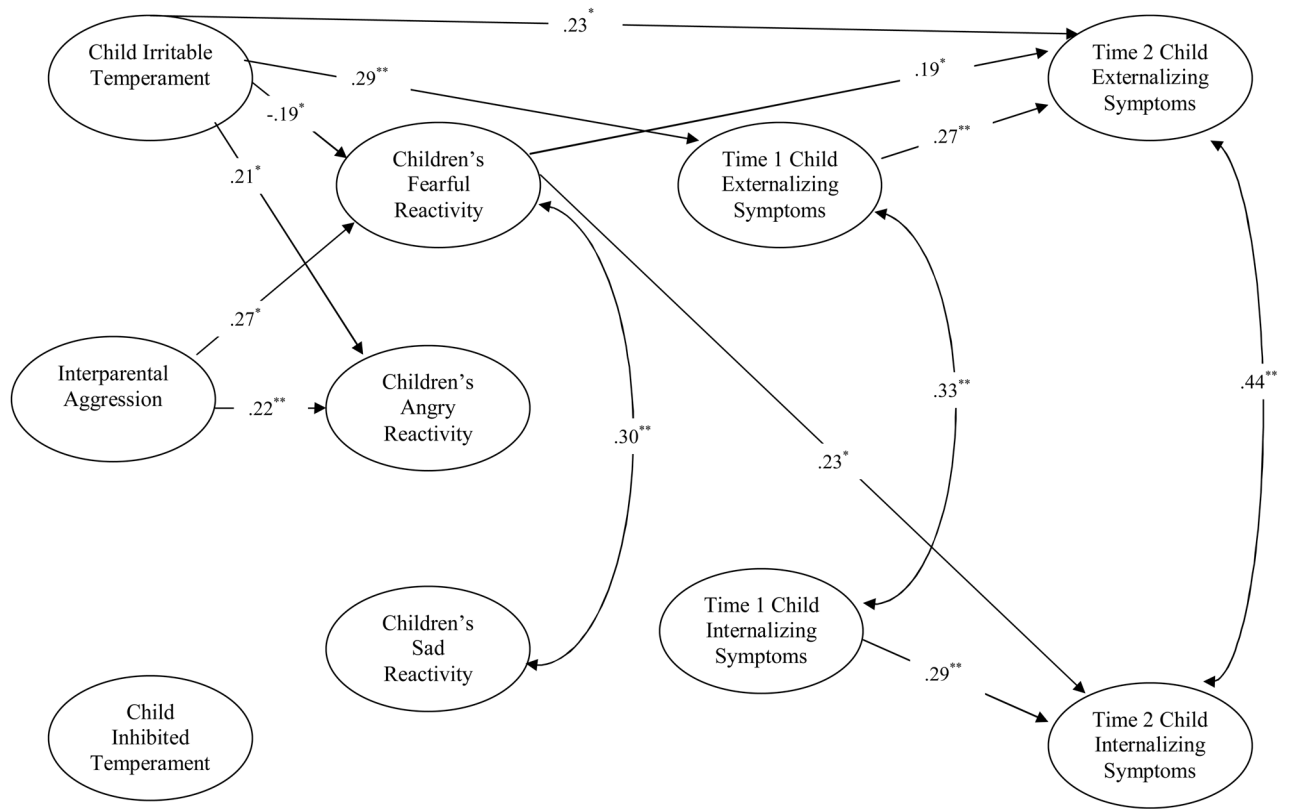 .23*
Child Irritable
Temperament
Time 2 Child
Externalizing
Symptoms
.29**
.19*
-.19*
.27**
Children's
Fearful
Reactivity
Time 1 Child
Externalizing
Symptoms
.21*
.27*
Interparental
Aggression
Children's
Angry
Reactivity
.22**
.33**
.44**
.30**
.23*
Children's
Sad
Reactivity
Time 1 Child
Internalizing
Symptoms
.29**
Child
Inhibited
Temperament
Time 2 Child
Internalizing
Symptoms